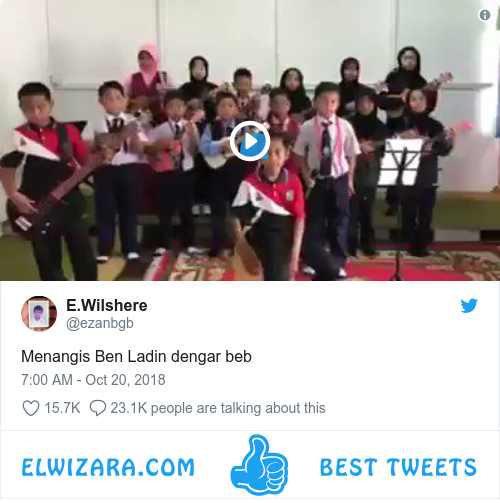 E.Wilshere
@ezanbgb
Menangis Ben Ladin dengar beb
7:00 AM - Oct 20, 2018
15.7K 23.1K people are talking about this
ELWIZARA.COM BEST TWEETS